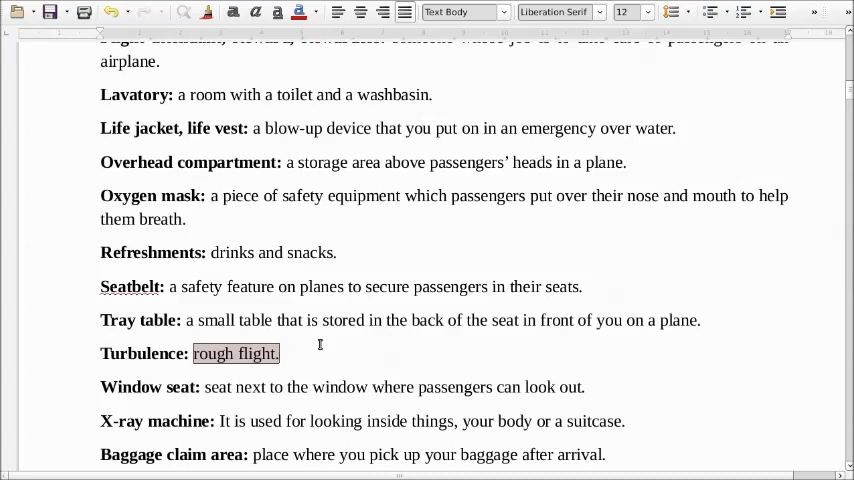 Text Body Liberation Serif 12
airplane.
Lavatory: a room with a toilet and a washbasin.
Life jacket, life vest: a blow-up device that you put on in an emergency over water.
Overhead compartment: a storage area above passengers’ heads in a plane.
Oxygen mask: a piece of safety equipment which passengers put over their nose and mouth to help
them breath.
Refreshments: drinks and snacks.
Seatbelt: a safety feature on planes to secure passengers in their seats.
Tray table: a small table that is stored in the back of the seat in front of you on a plane.
Turbulence: rough flight.
Window seat: seat next to the window where passengers can look out.
X-ray machine: It is used for looking inside things, your body or a suitcase.
Baggage claim area: place where you pick up your baggage after arrival.